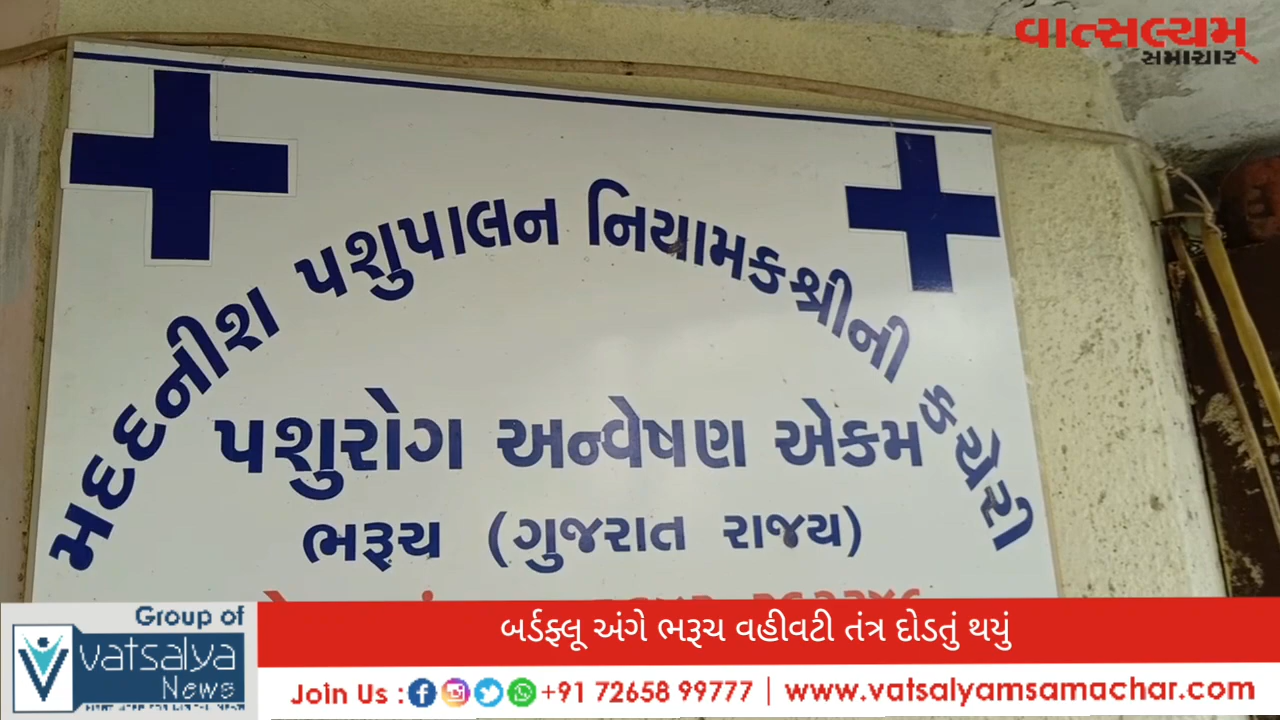 વાત્સલ્યમ્
સમાચાર
મદદનીશ પશુપાલન નિયામકશ્રીની કચેરી
પશુરોગ અન્વેષણ એકમ
ભરૂચ (ગુજરાત રાજય)
Group of
vatsalya
News
બર્ડફ્લૂ અંગે ભરૂચ વહીવટી તંત્ર દોડતું થયું
Join Us : +91 72658 99777 | www.vatsalyamsamachar.com